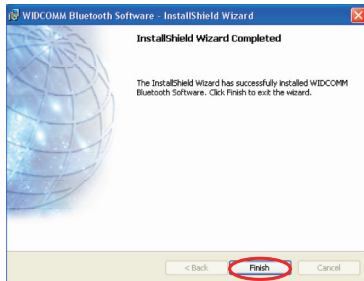 WIDCOMM Bluetooth Software - InstallShield Wizard
InstallShield Wizard Completed
The InstallShield Wizard has successfully installed WIDCOMM
Bluetooth Software. Click Finish to exit the wizard.
< Back Finish Cancel